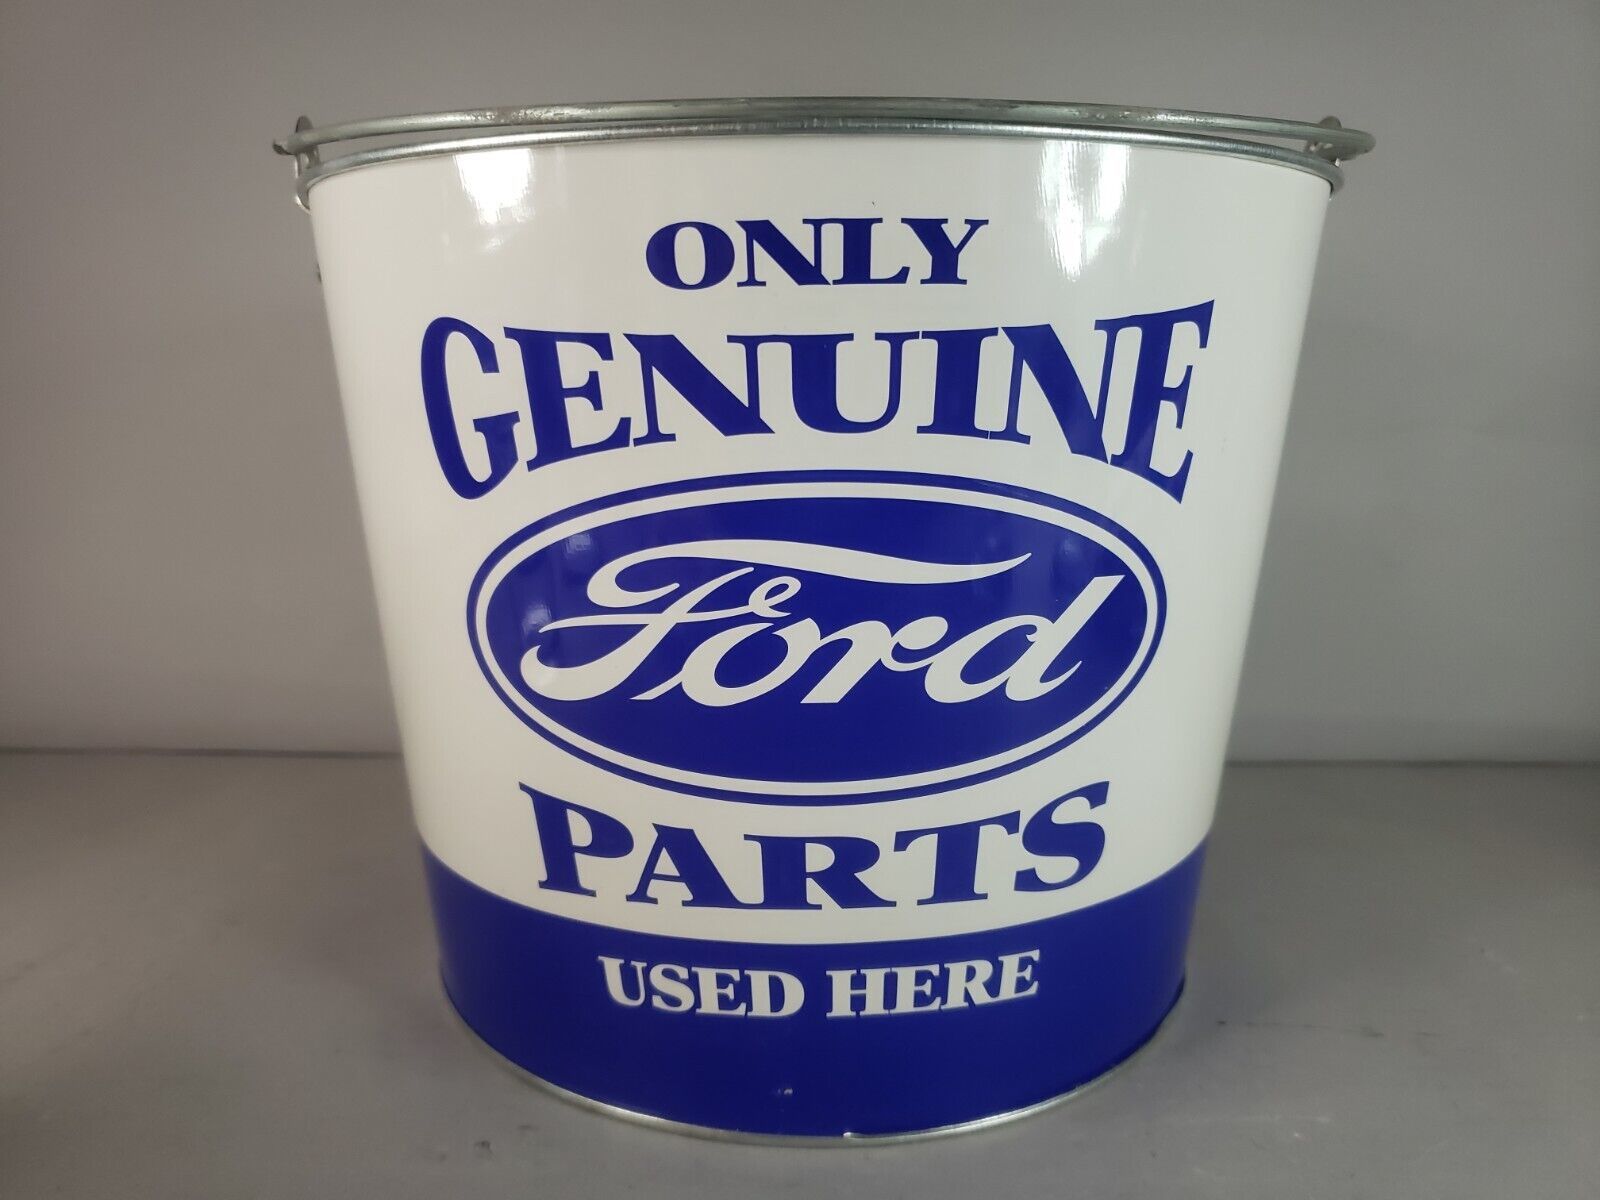 ONLY
GENUINE
Ford
PARTS
USED HERE